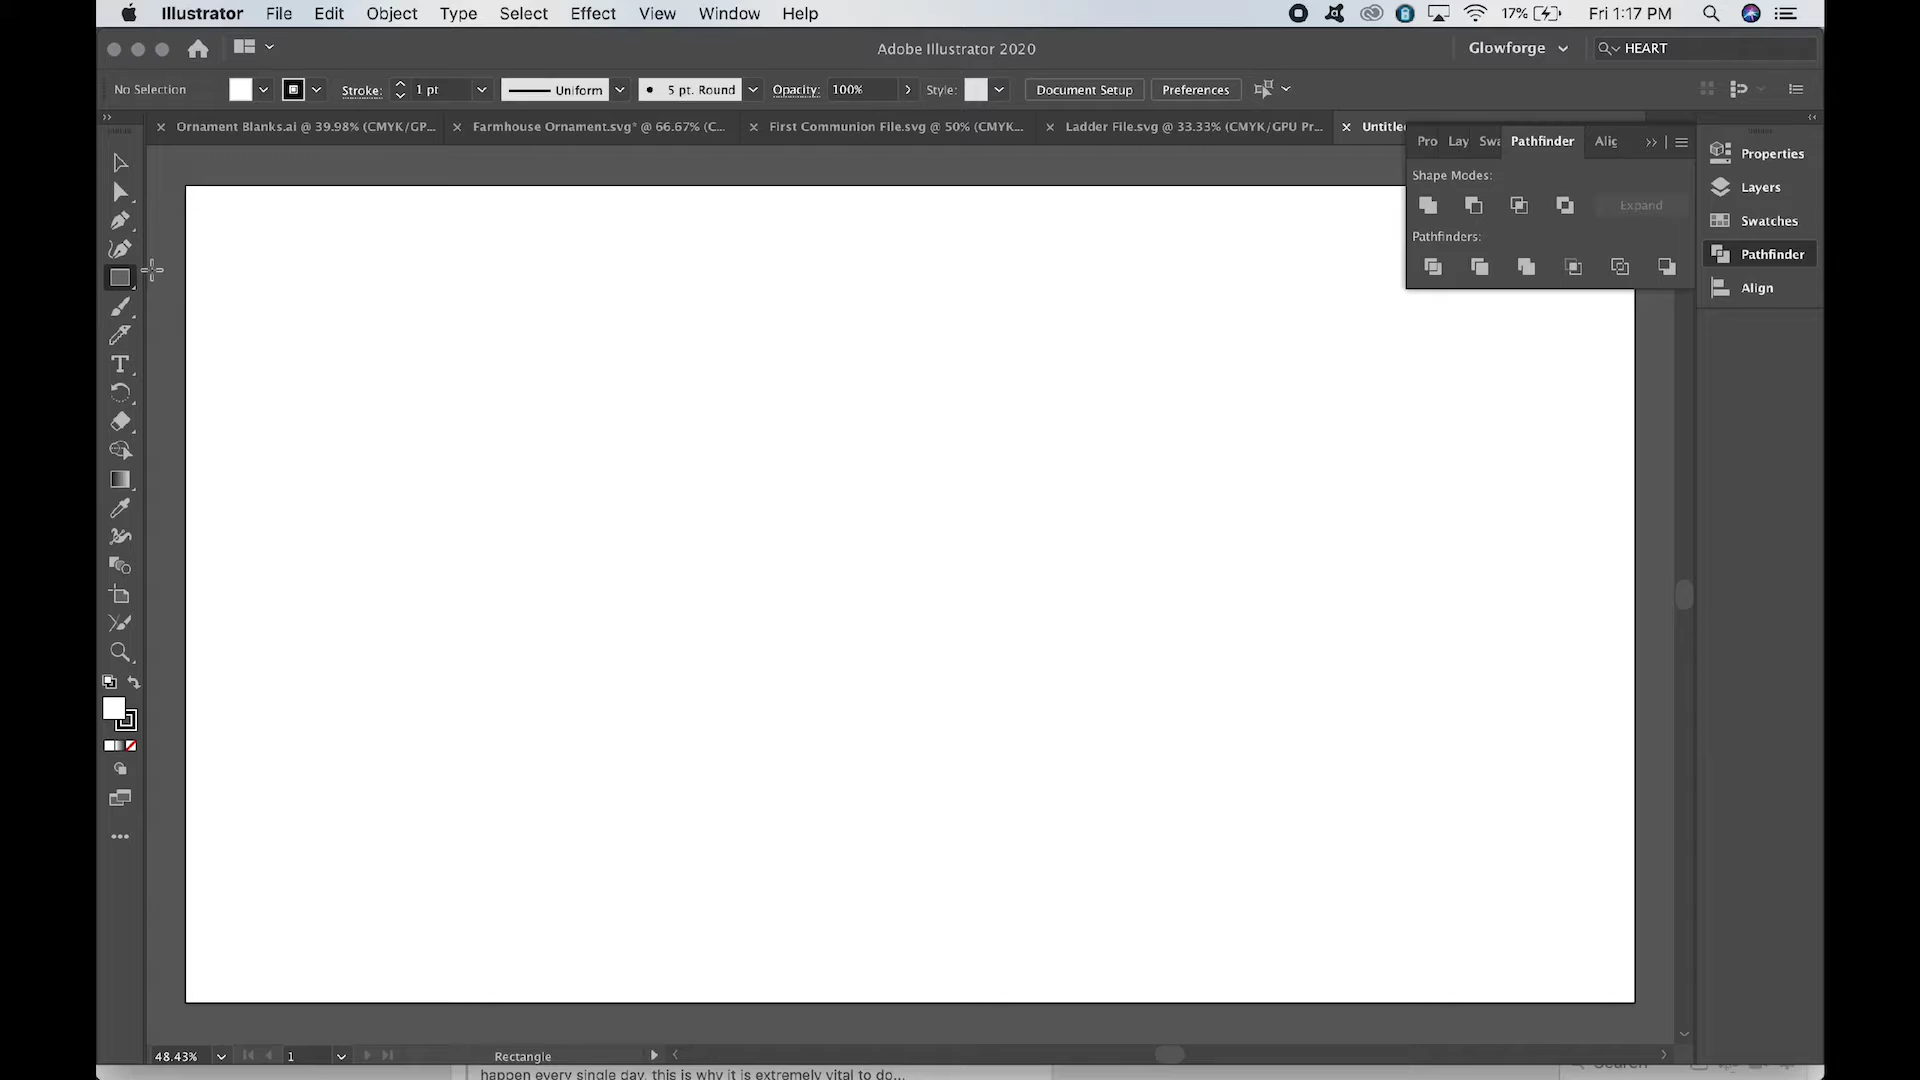 Illustrator File Edit Object Type Select Effect View Window Help 17% Fri 1:17 PM
Adobe Illustrator 2020 Glowforge HEART
No Selection Stroke: 1 pt Uniform 5 pt. Round Opacity: 100% Style: Document Setup Preferences
Ornament Blanks.ai @ 39.98% (CMYK/GP... Farmhouse Ornament.svg* @ 66.67% (C... First Communion File.svg @ 50% (CMYK... Ladder File.svg @ 33.33% (CMYK/GPU Pr... Untitle
Pro Lay Swa Pathfinder Alig
Shape Modes:
Expand
Pathfinders:
Properties
Layers
Swatches
Pathfinder
Align
48.43% 1 Rectangle
happen every single day, this is why it is extremely vital to do...
Search